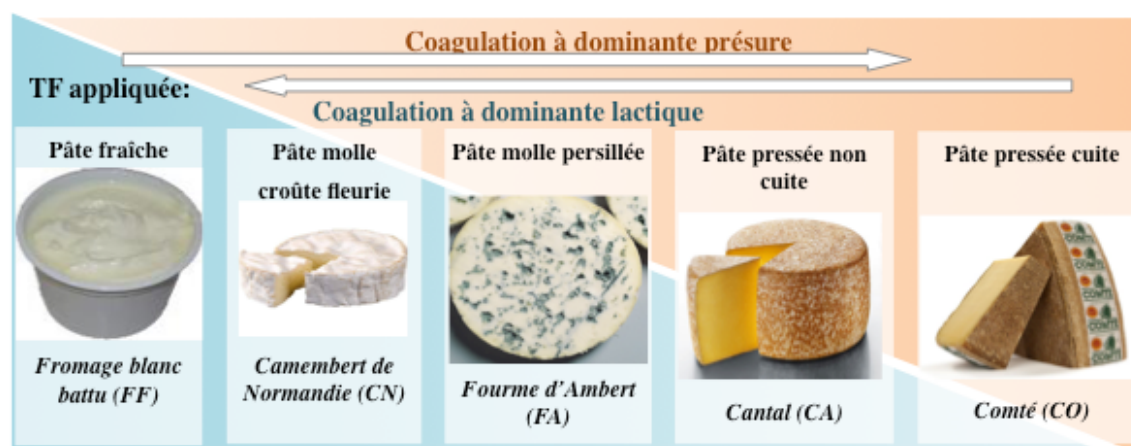 Coagulation à dominante présure
TF appliquée:
Coagulation à dominante lactique
Pâte fraîche
Fromage blanc
battu (FF)
Pâte molle
croûte fleurie
Camembert de
Normandie (CN)
Pâte molle persillée
Fourme d'Ambert
(FA)
Pâte pressée non
cuite
Cantal (CA)
Pâte pressée cuite
COMTÉ
COMTÉ
Comté (CO)